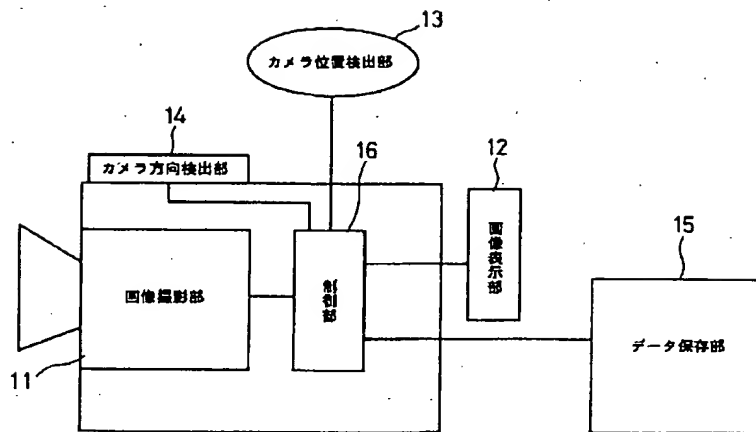 13
カメラ位置検出部
14
カメラ方向検出部
16
12
画像表示部
15
画像撮影部
制御部
データ保存部
11